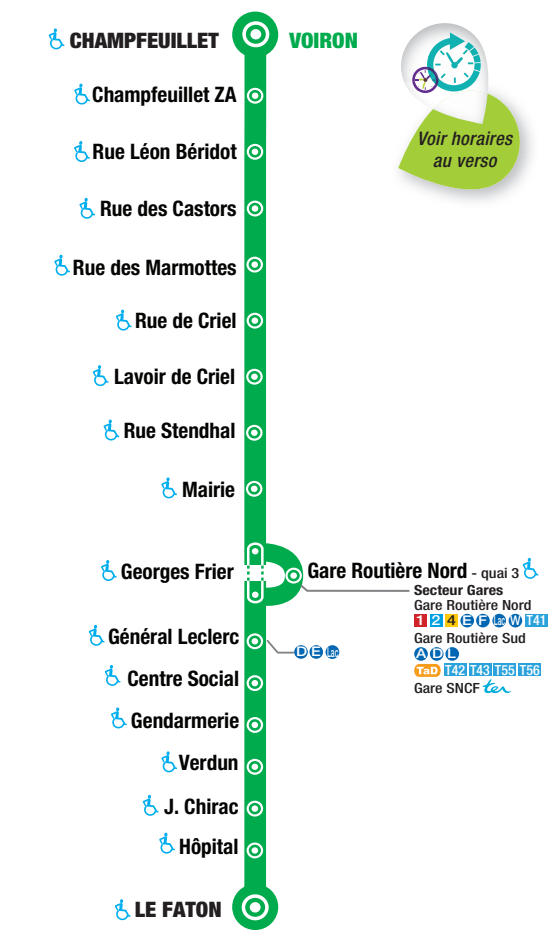 CHAMPFEUILLET VOIRON
Champfeuillet ZA
Voir horaires
au verso
Rue Léon Béridot
Rue des Castors
Rue des Marmottes
Rue de Criel
Lavoir de Criel
Rue Stendhal
Mairie
Georges Frier
Gare Routière Nord - quai 3
Secteur Gares
Gare Routière Nord
1 2 4 E F Lac W T41
Gare Routière Sud
A D L
TaD T42 T43 T55 T56
Gare SNCF ter
Général Leclerc
D E Lac
Centre Social
Gendarmerie
Verdun
J. Chirac
Hôpital
LE FATON